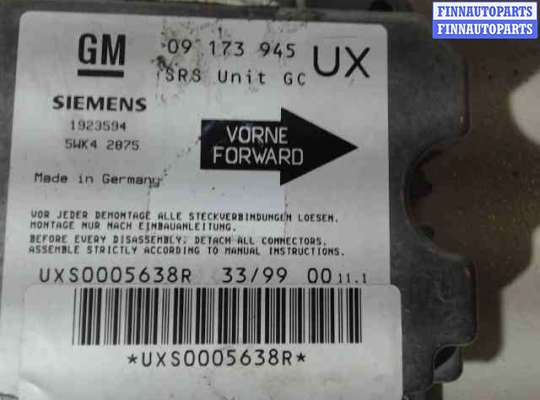 FINNAUTOPARTS
FINNAUTOPARTS
GM 09 173 945 UX
SRS Unit GC
SIEMENS
1923594
5WK4 2875
VORNE
FORWARD
Made in Germany
VOR JEDER DEMONTAGE ALLE STECKVERBINDUNGEN LOESEN.
MONTAGE NUR NACH EINBAUANLEITUNG.
BEFORE EVERY DISASSEMBLY, DETACH ALL CONNECTORS.
ASSEMBLE STRICTLY ACCORDING TO MANUAL INSTRUCTIONS.
UXS0005638R 33/99 00 11.1
*UXS0005638R*